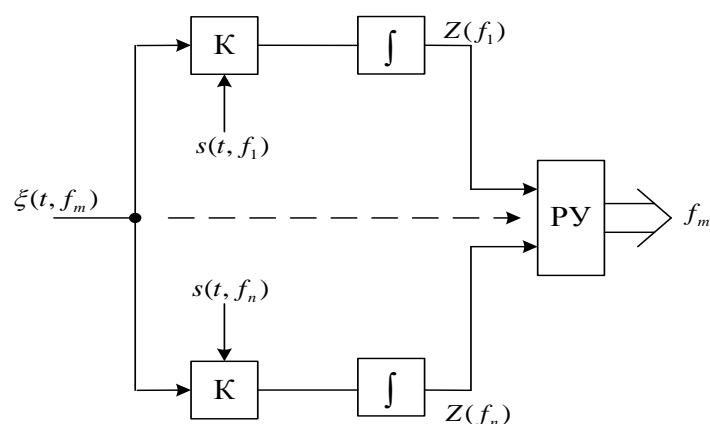 К
∫
Z(f₁)
s(t, f₁)
ξ(t, fₘ)
РУ
fₘ
s(t, fₙ)
К
∫
Z(fₙ)